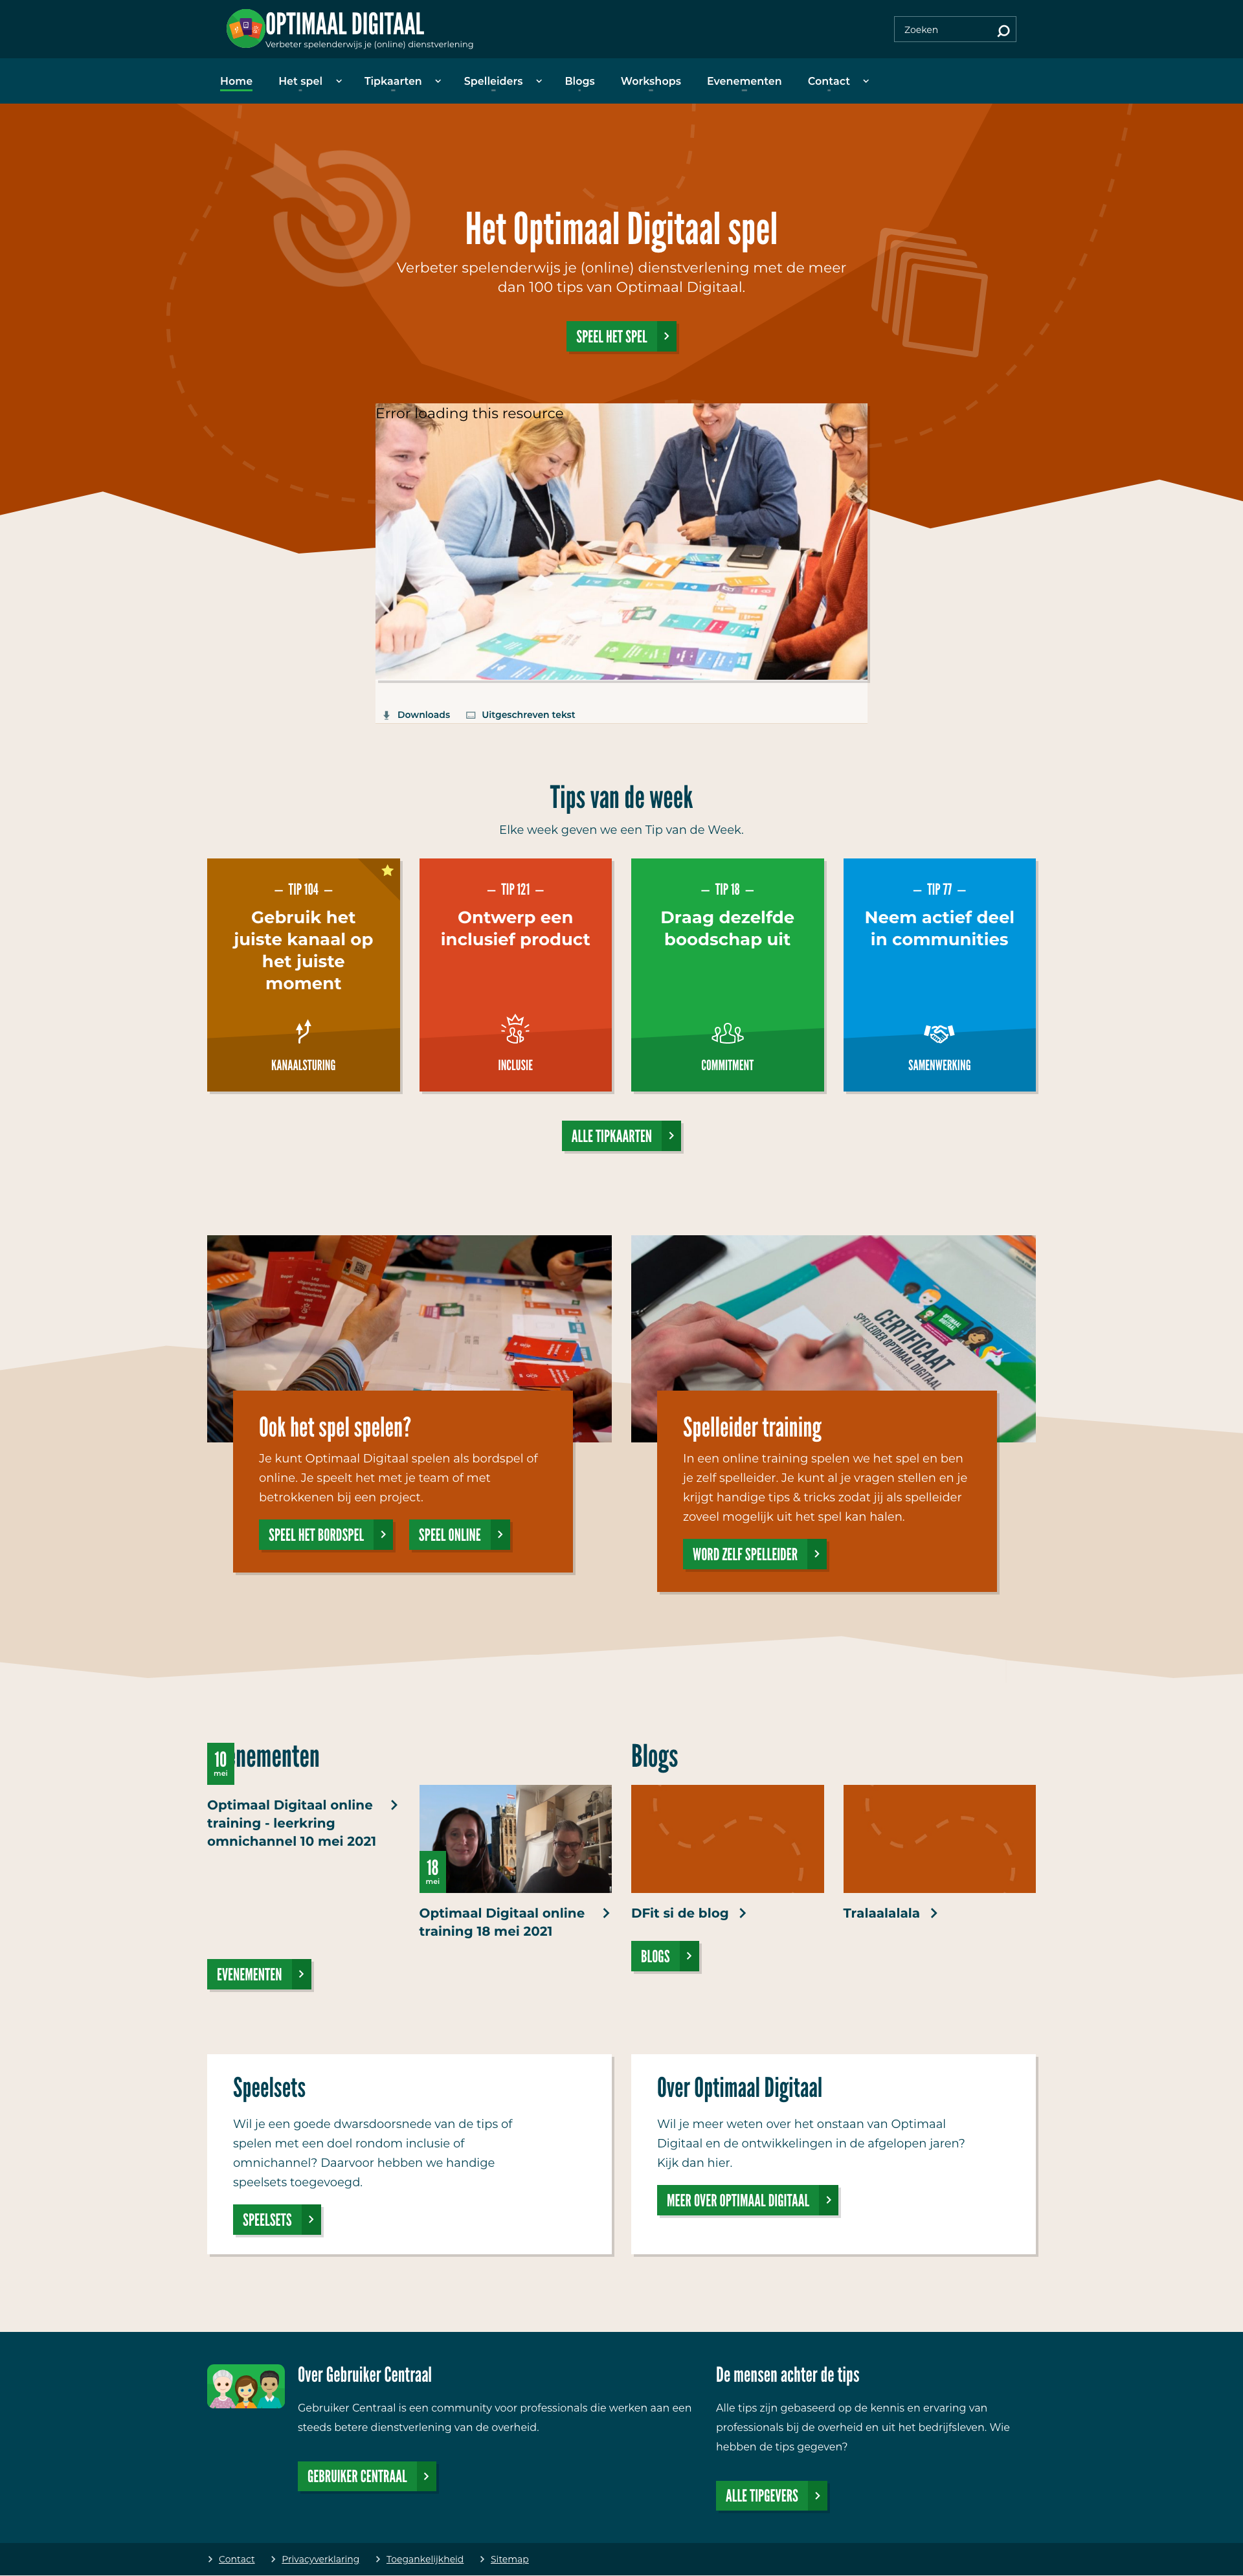 OPTIMAAL DIGITAAL
Verbeter spelenderwijs je (online) dienstverlening
Zoeken
Home
Het spel
Tipkaarten
Spelleiders
Blogs
Workshops
Evenementen
Contact
Het Optimaal Digitaal spel
Verbeter spelenderwijs je (online) dienstverlening met de meer
dan 100 tips van Optimaal Digitaal.
SPEEL HET SPEL
Error loading this resource
Downloads
Uitgeschreven tekst
Tips van de week
Elke week geven we een Tip van de Week.
– TIP 104 –
Gebruik het
juiste kanaal op
het juiste
moment
KANAALSTURING
– TIP 121 –
Ontwerp een
inclusief product
INCLUSIE
– TIP 18 –
Draag dezelfde
boodschap uit
COMMITMENT
– TIP 77 –
Neem actief deel
in communities
SAMENWERKING
ALLE TIPKAARTEN
Ook het spel spelen?
Je kunt Optimaal Digitaal spelen als bordspel of
online. Je speelt het met je team of met
betrokkenen bij een project.
SPEEL HET BORDSPEL
SPEEL ONLINE
CERTIFICAAT
SPELLEIDER OPTIMAAL DIGITAAL
OPTIMAAL
DIGITAAL
Spelleider training
In een online training spelen we het spel en ben
je zelf spelleider. Je kunt al je vragen stellen en je
krijgt handige tips & tricks zodat jij als spelleider
zoveel mogelijk uit het spel kan halen.
WORD ZELF SPELLEIDER
10
mei
nementen
Optimaal Digitaal online
training - leerkring
omnichannel 10 mei 2021
18
mei
Optimaal Digitaal online
training 18 mei 2021
EVENEMENTEN
Blogs
DFit si de blog
Tralaalalala
BLOGS
Speelsets
Wil je een goede dwarsdoorsnede van de tips of
spelen met een doel rondom inclusie of
omnichannel? Daarvoor hebben we handige
speelsets toegevoegd.
SPEELSETS
Over Optimaal Digitaal
Wil je meer weten over het onstaan van Optimaal
Digitaal en de ontwikkelingen in de afgelopen jaren?
Kijk dan hier.
MEER OVER OPTIMAAL DIGITAAL
Over Gebruiker Centraal
Gebruiker Centraal is een community voor professionals die werken aan een
steeds betere dienstverlening van de overheid.
GEBRUIKER CENTRAAL
De mensen achter de tips
Alle tips zijn gebaseerd op de kennis en ervaring van
professionals bij de overheid en uit het bedrijfsleven. Wie
hebben de tips gegeven?
ALLE TIPGEVERS
Contact
Privacyverklaring
Toegankelijkheid
Sitemap